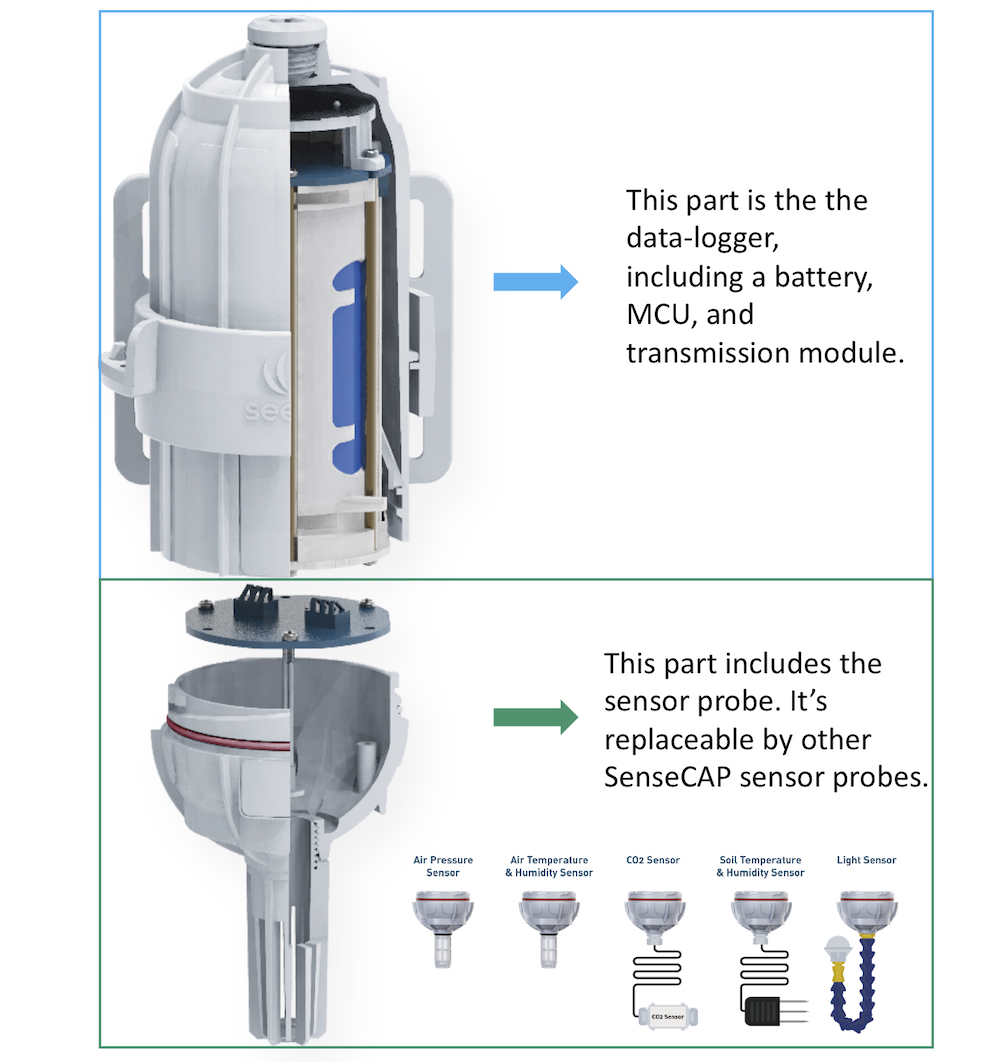 This part is the the
data-logger,
including a battery,
MCU, and
transmission module.
see
This part includes the
sensor probe. It’s
replaceable by other
SenseCAP sensor probes.
Air Pressure
Sensor
Air Temperature
& Humidity Sensor
CO2 Sensor
Soil Temperature
& Humidity Sensor
Light Sensor
CO2 Sensor